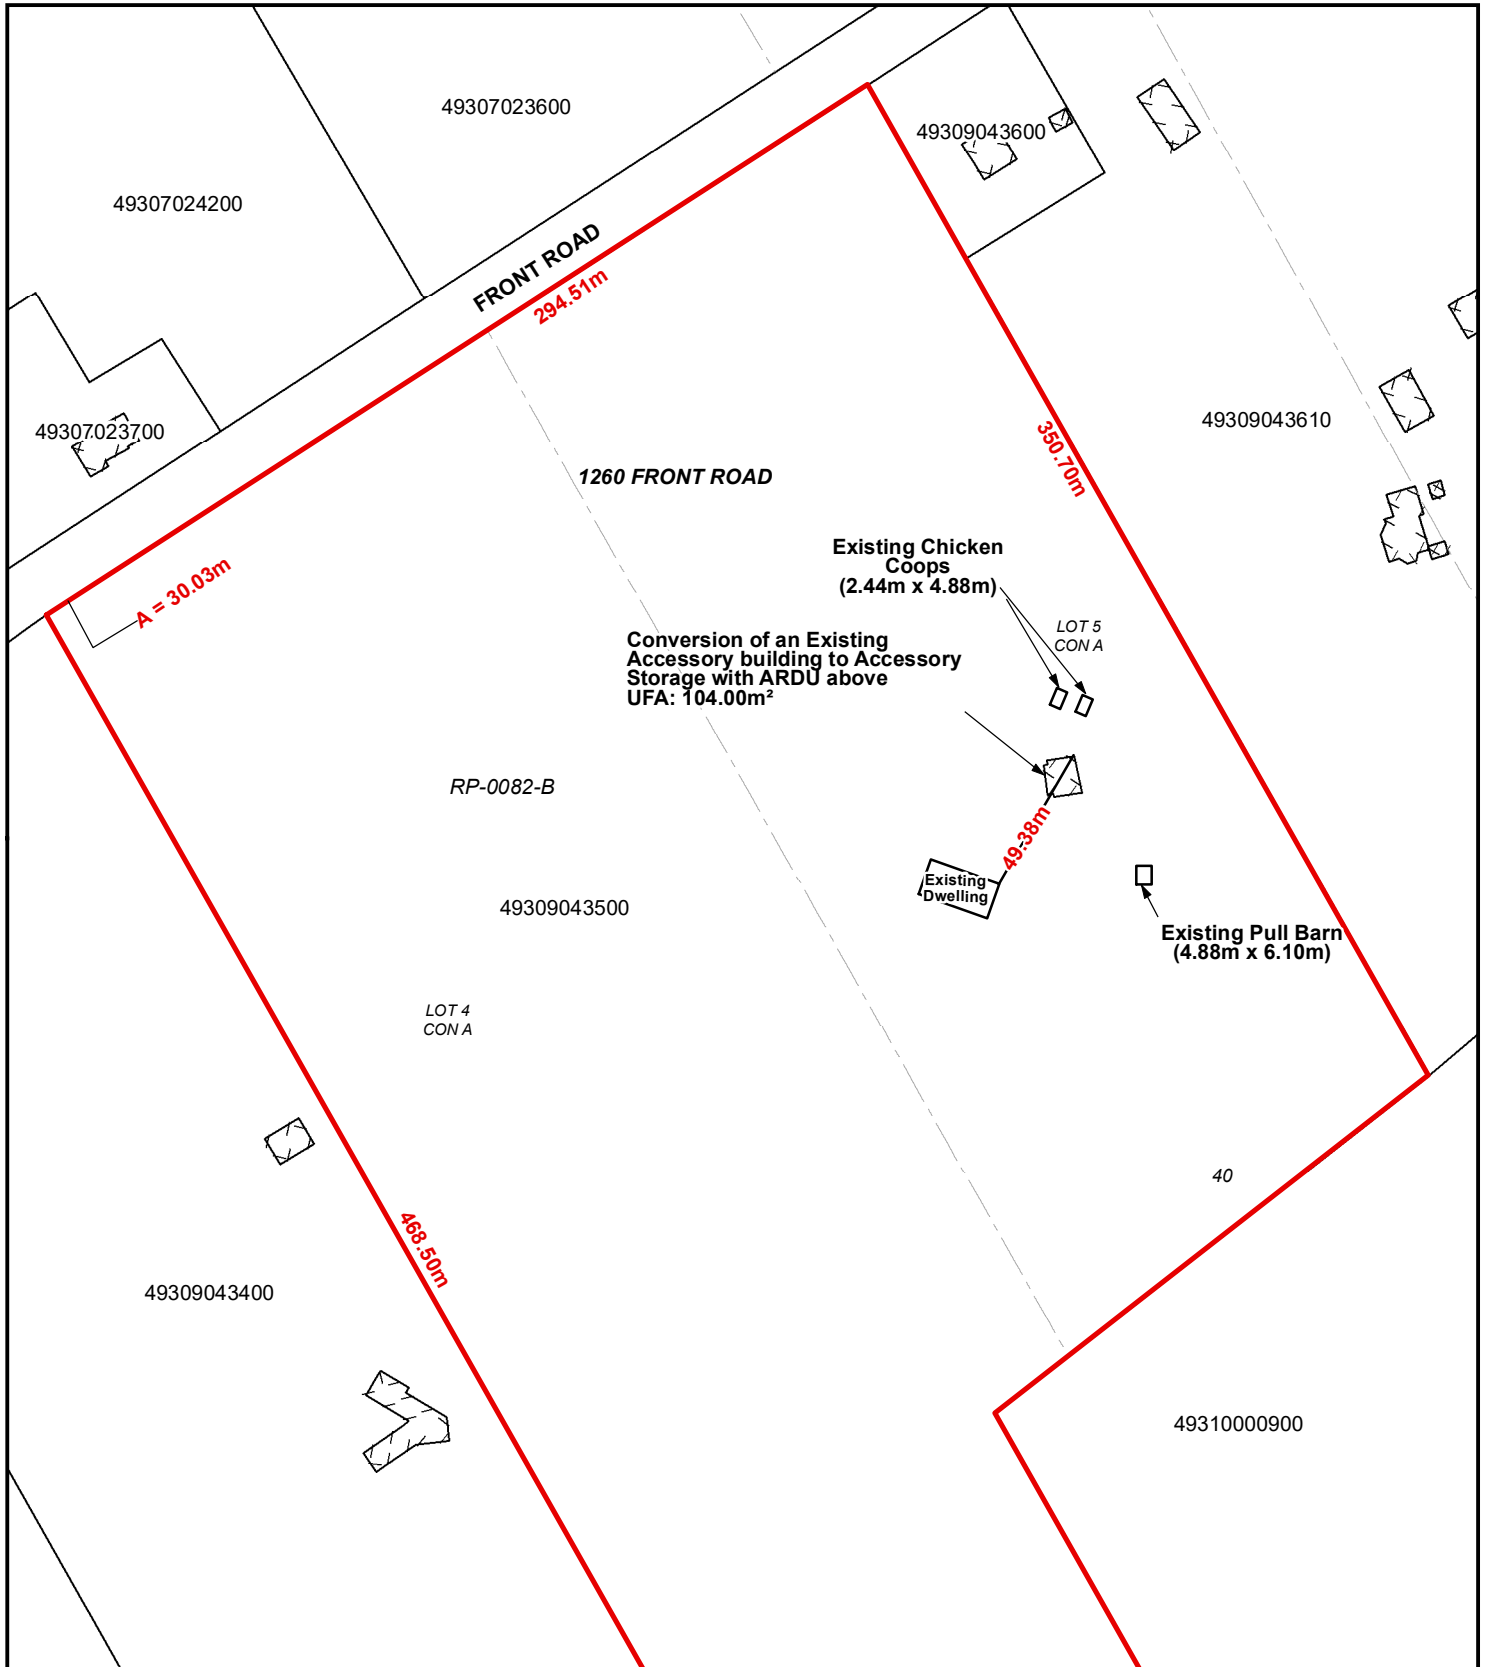 49307023600
49309043600
49307024200
FRONT ROAD
294.51m
49307023700
49309043610
350.70m
1260 FRONT ROAD
Existing Chicken
Coops
(2.44m x 4.88m)
A = 30.03m
LOT 5
CON A
Conversion of an Existing
Accessory building to Accessory
Storage with ARDU above
UFA: 104.00m²
RP-0082-B
49.38m
Existing
Dwelling
49309043500
Existing Pull Barn
(4.88m x 6.10m)
LOT 4
CON A
40
468.50m
49309043400
49310000900